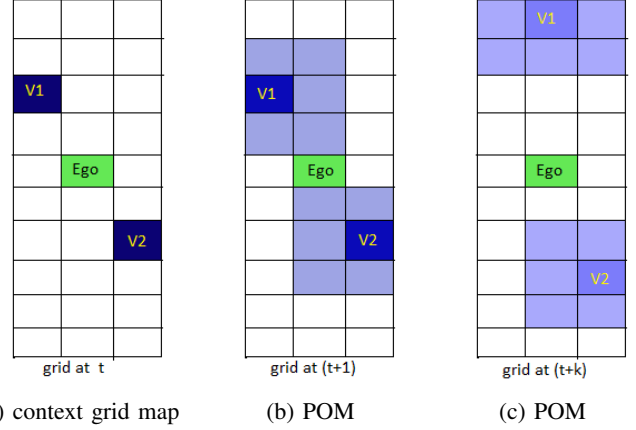 V1
V1
V1
Ego
Ego
Ego
V2
V2
V2
grid at t
grid at (t+1)
grid at (t+k)
) context grid map
(b) POM
(c) POM